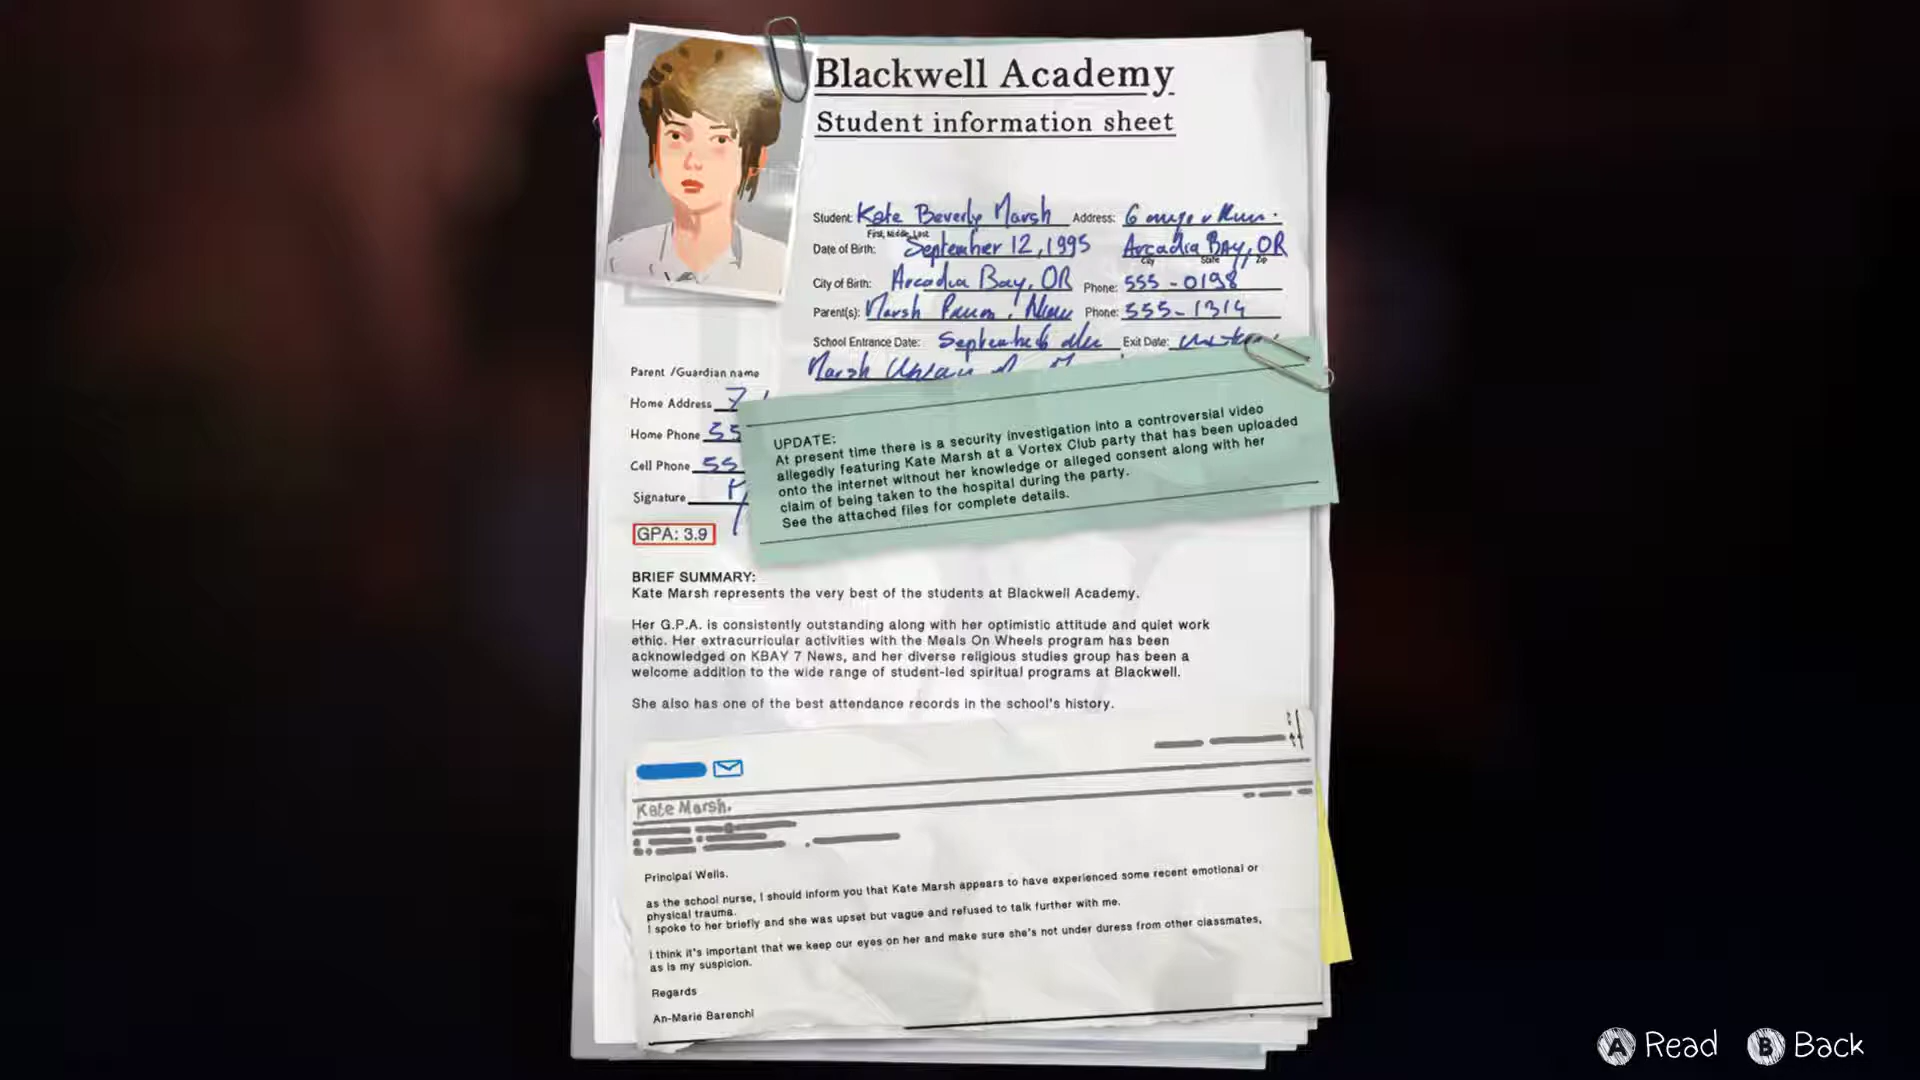 Blackwell Academy
Student information sheet
Student: Kate Beverly Marsh Address:
First, Middle, Last
Date of Birth: September 12, 1995 Arcadia Bay, OR
City State Zip
City of Birth: Arcadia Bay, OR Phone: 555-0198
Parent(s): Marsh Phone: 555-1314
School Entrance Date: Exit Date:
Parent /Guardian name Marsh
Home Address
Home Phone 55
Cell Phone 55
Signature
UPDATE:
At present time there is a security investigation into a controversial video
allegedly featuring Kate Marsh at a Vortex Club party that has been uploaded
onto the internet without her knowledge or alleged consent along with her
claim of being taken to the hospital during the party.
See the attached files for complete details.
GPA: 3.9
BRIEF SUMMARY:
Kate Marsh represents the very best of the students at Blackwell Academy.
Her G.P.A. is consistently outstanding along with her optimistic attitude and quiet work
ethic. Her extracurricular activities with the Meals On Wheels program has been
acknowledged on KBAY 7 News, and her diverse religious studies group has been a
welcome addition to the wide range of student-led spiritual programs at Blackwell.
She also has one of the best attendance records in the school's history.
Kate Marsh.
Principal Wells.
as the school nurse, I should inform you that Kate Marsh appears to have experienced some recent emotional or
physical trauma.
I spoke to her briefly and she was upset but vague and refused to talk further with me.
I think it's important that we keep our eyes on her and make sure she's not under duress from other classmates,
as is my suspicion.
Regards
An-Marie Barenchi
A Read B Back